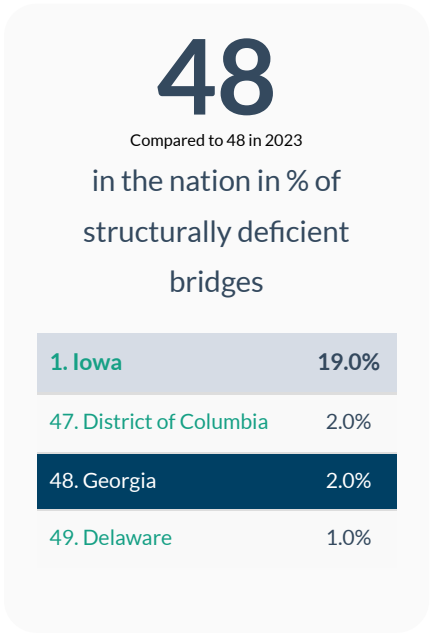 48
Compared to 48 in 2023
in the nation in % of
structurally deficient
bridges
1. Iowa 19.0%
47. District of Columbia 2.0%
48. Georgia 2.0%
49. Delaware 1.0%